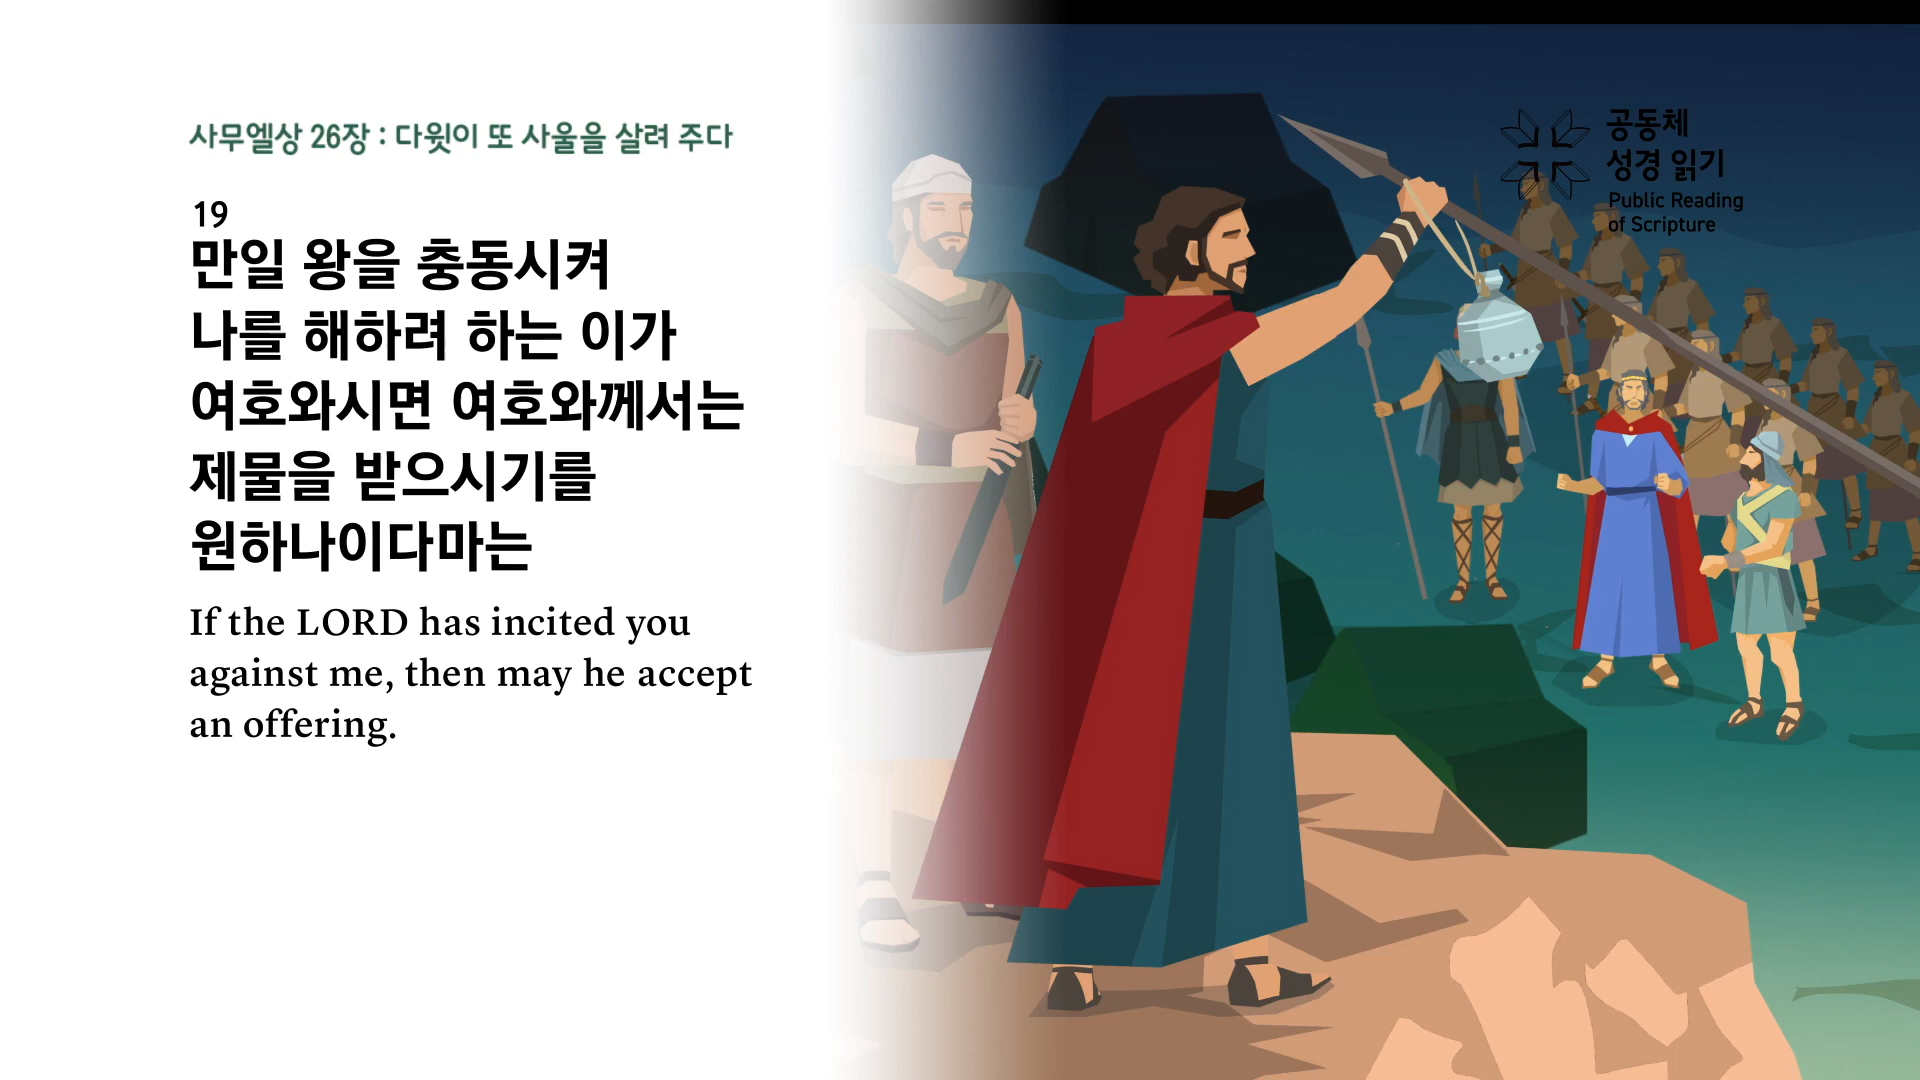 사무엘상 26장 : 다윗이 또 사울을 살려 주다
19
만일 왕을 충동시켜
나를 해하려 하는 이가
여호와시면 여호와께서는
제물을 받으시기를
원하나이다마는
If the LORD has incited you
against me, then may he accept
an offering.
공동체
성경 읽기
Public Reading
of Scripture